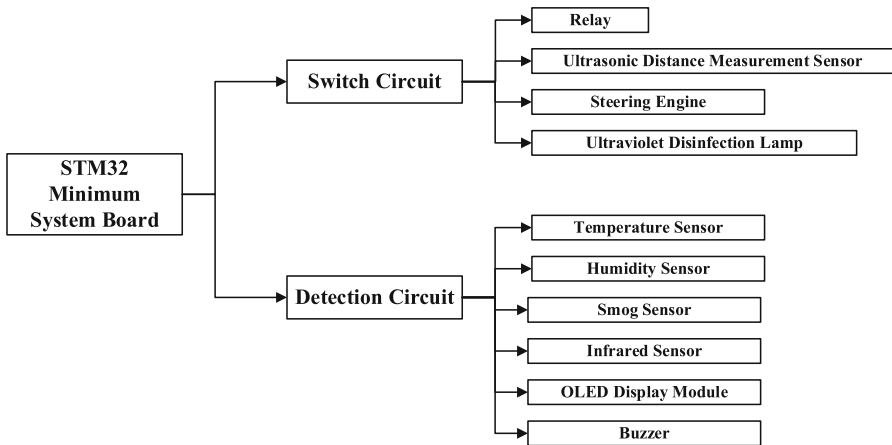 STM32
Minimum
System Board
Switch Circuit
Relay
Ultrasonic Distance Measurement Sensor
Steering Engine
Ultraviolet Disinfection Lamp
Detection Circuit
Temperature Sensor
Humidity Sensor
Smog Sensor
Infrared Sensor
OLED Display Module
Buzzer